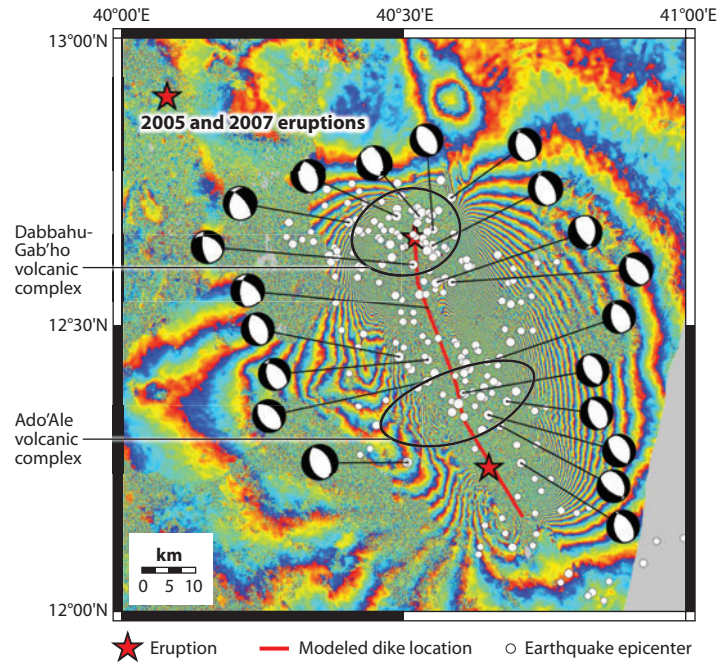 40°00'E
40°30'E
41°00'E
13°00'N
2005 and 2007 eruptions
Dabbahu-
Gab'ho
volcanic
complex
12°30'N
Ado'Ale
volcanic
complex
km
0 5 10
12°00'N
Eruption
Modeled dike location
Earthquake epicenter